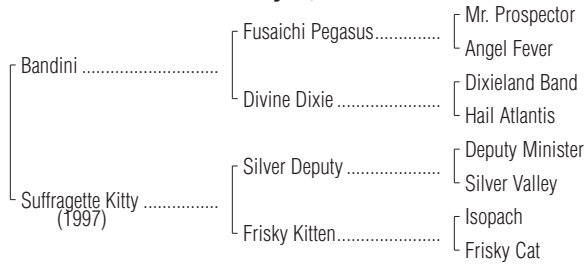 Mr. Prospector
Fusaichi Pegasus..............
Angel Fever
Bandini .............................
Dixieland Band
Divine Dixie ......................
Hail Atlantis
Deputy Minister
Silver Deputy ....................
Silver Valley
Suffragette Kitty ................
(1997)
Isopach
Frisky Kitten......................
Frisky Cat